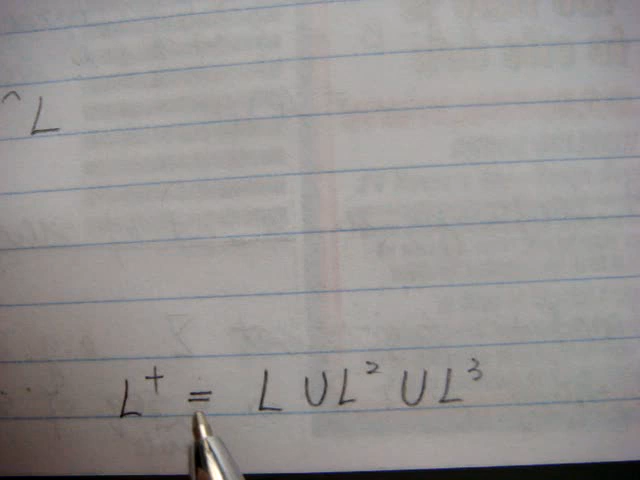 ^ L
L⁺ = L ∪ L² ∪ L³